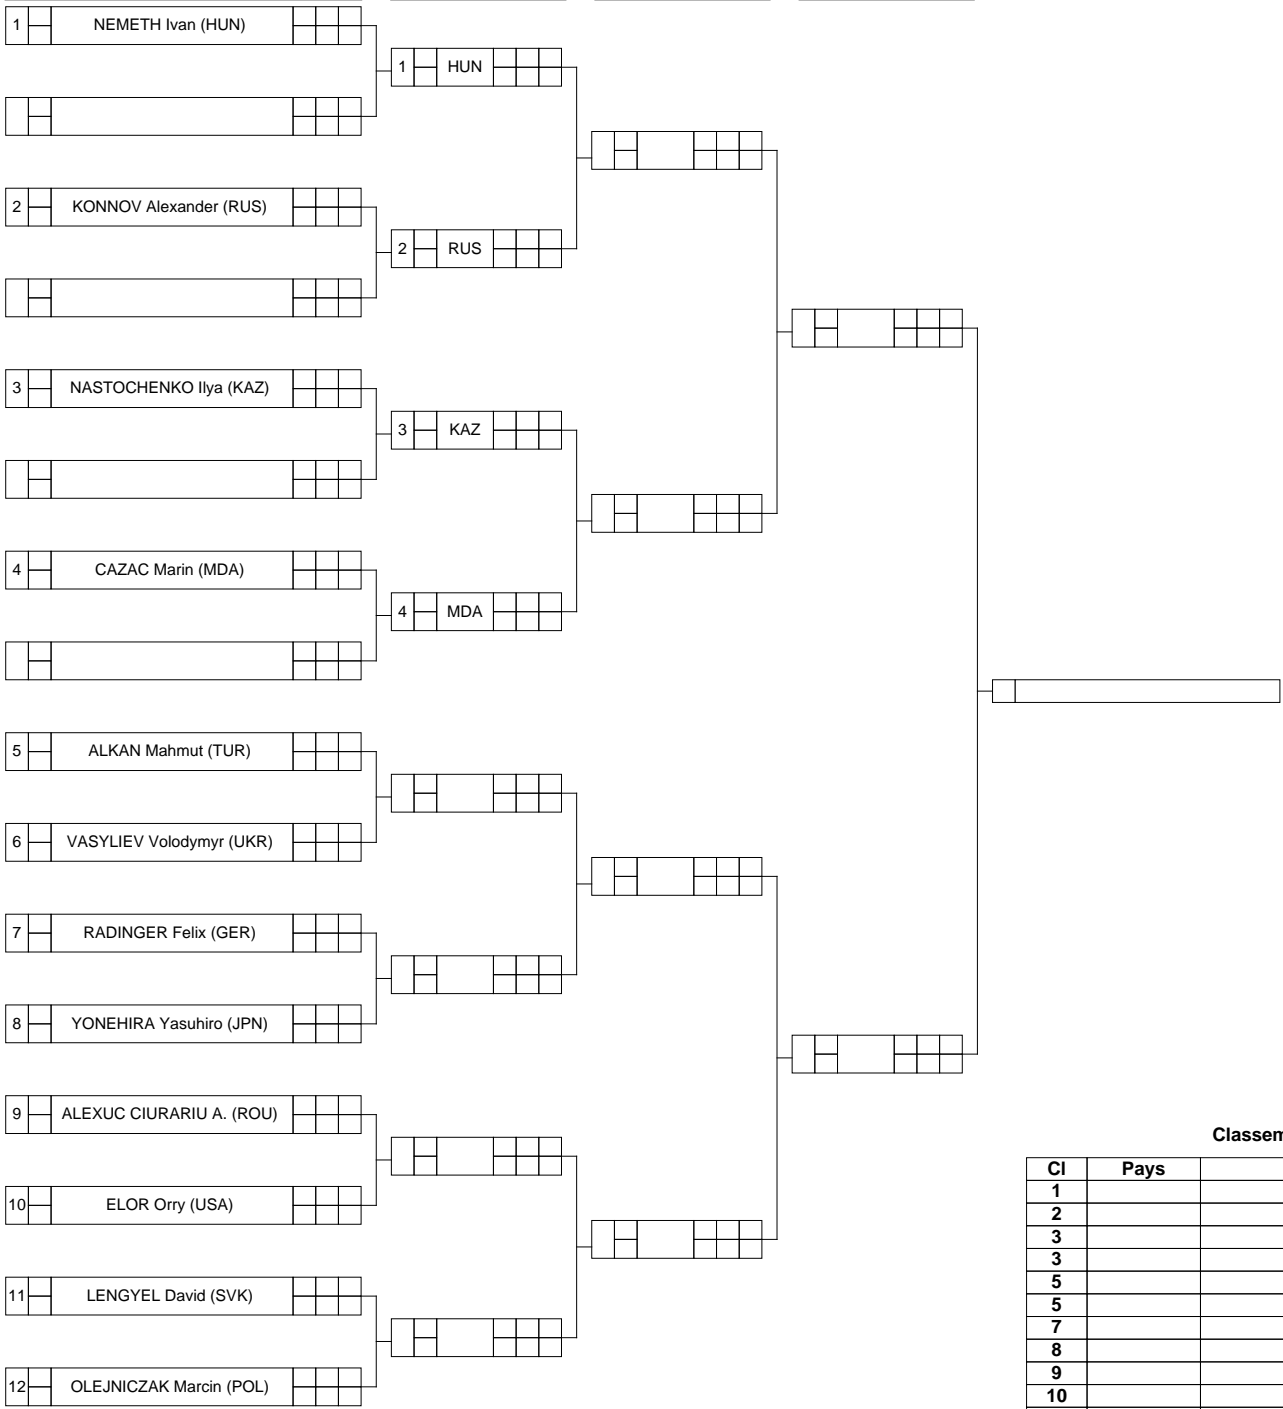 1 NEMETH Ivan (HUN)
1 HUN
2 KONNOV Alexander (RUS)
2 RUS
3 NASTOCHENKO Ilya (KAZ)
3 KAZ
4 CAZAC Marin (MDA)
4 MDA
5 ALKAN Mahmut (TUR)
6 VASYLIEV Volodymyr (UKR)
7 RADINGER Felix (GER)
8 YONEHIRA Yasuhiro (JPN)
9 ALEXUC CIURARIU A. (ROU)
10 ELOR Orry (USA)
11 LENGYEL David (SVK)
12 OLEJNICZAK Marcin (POL)
Classem
Cl Pays
1
2
3
3
5
5
7
8
9
10